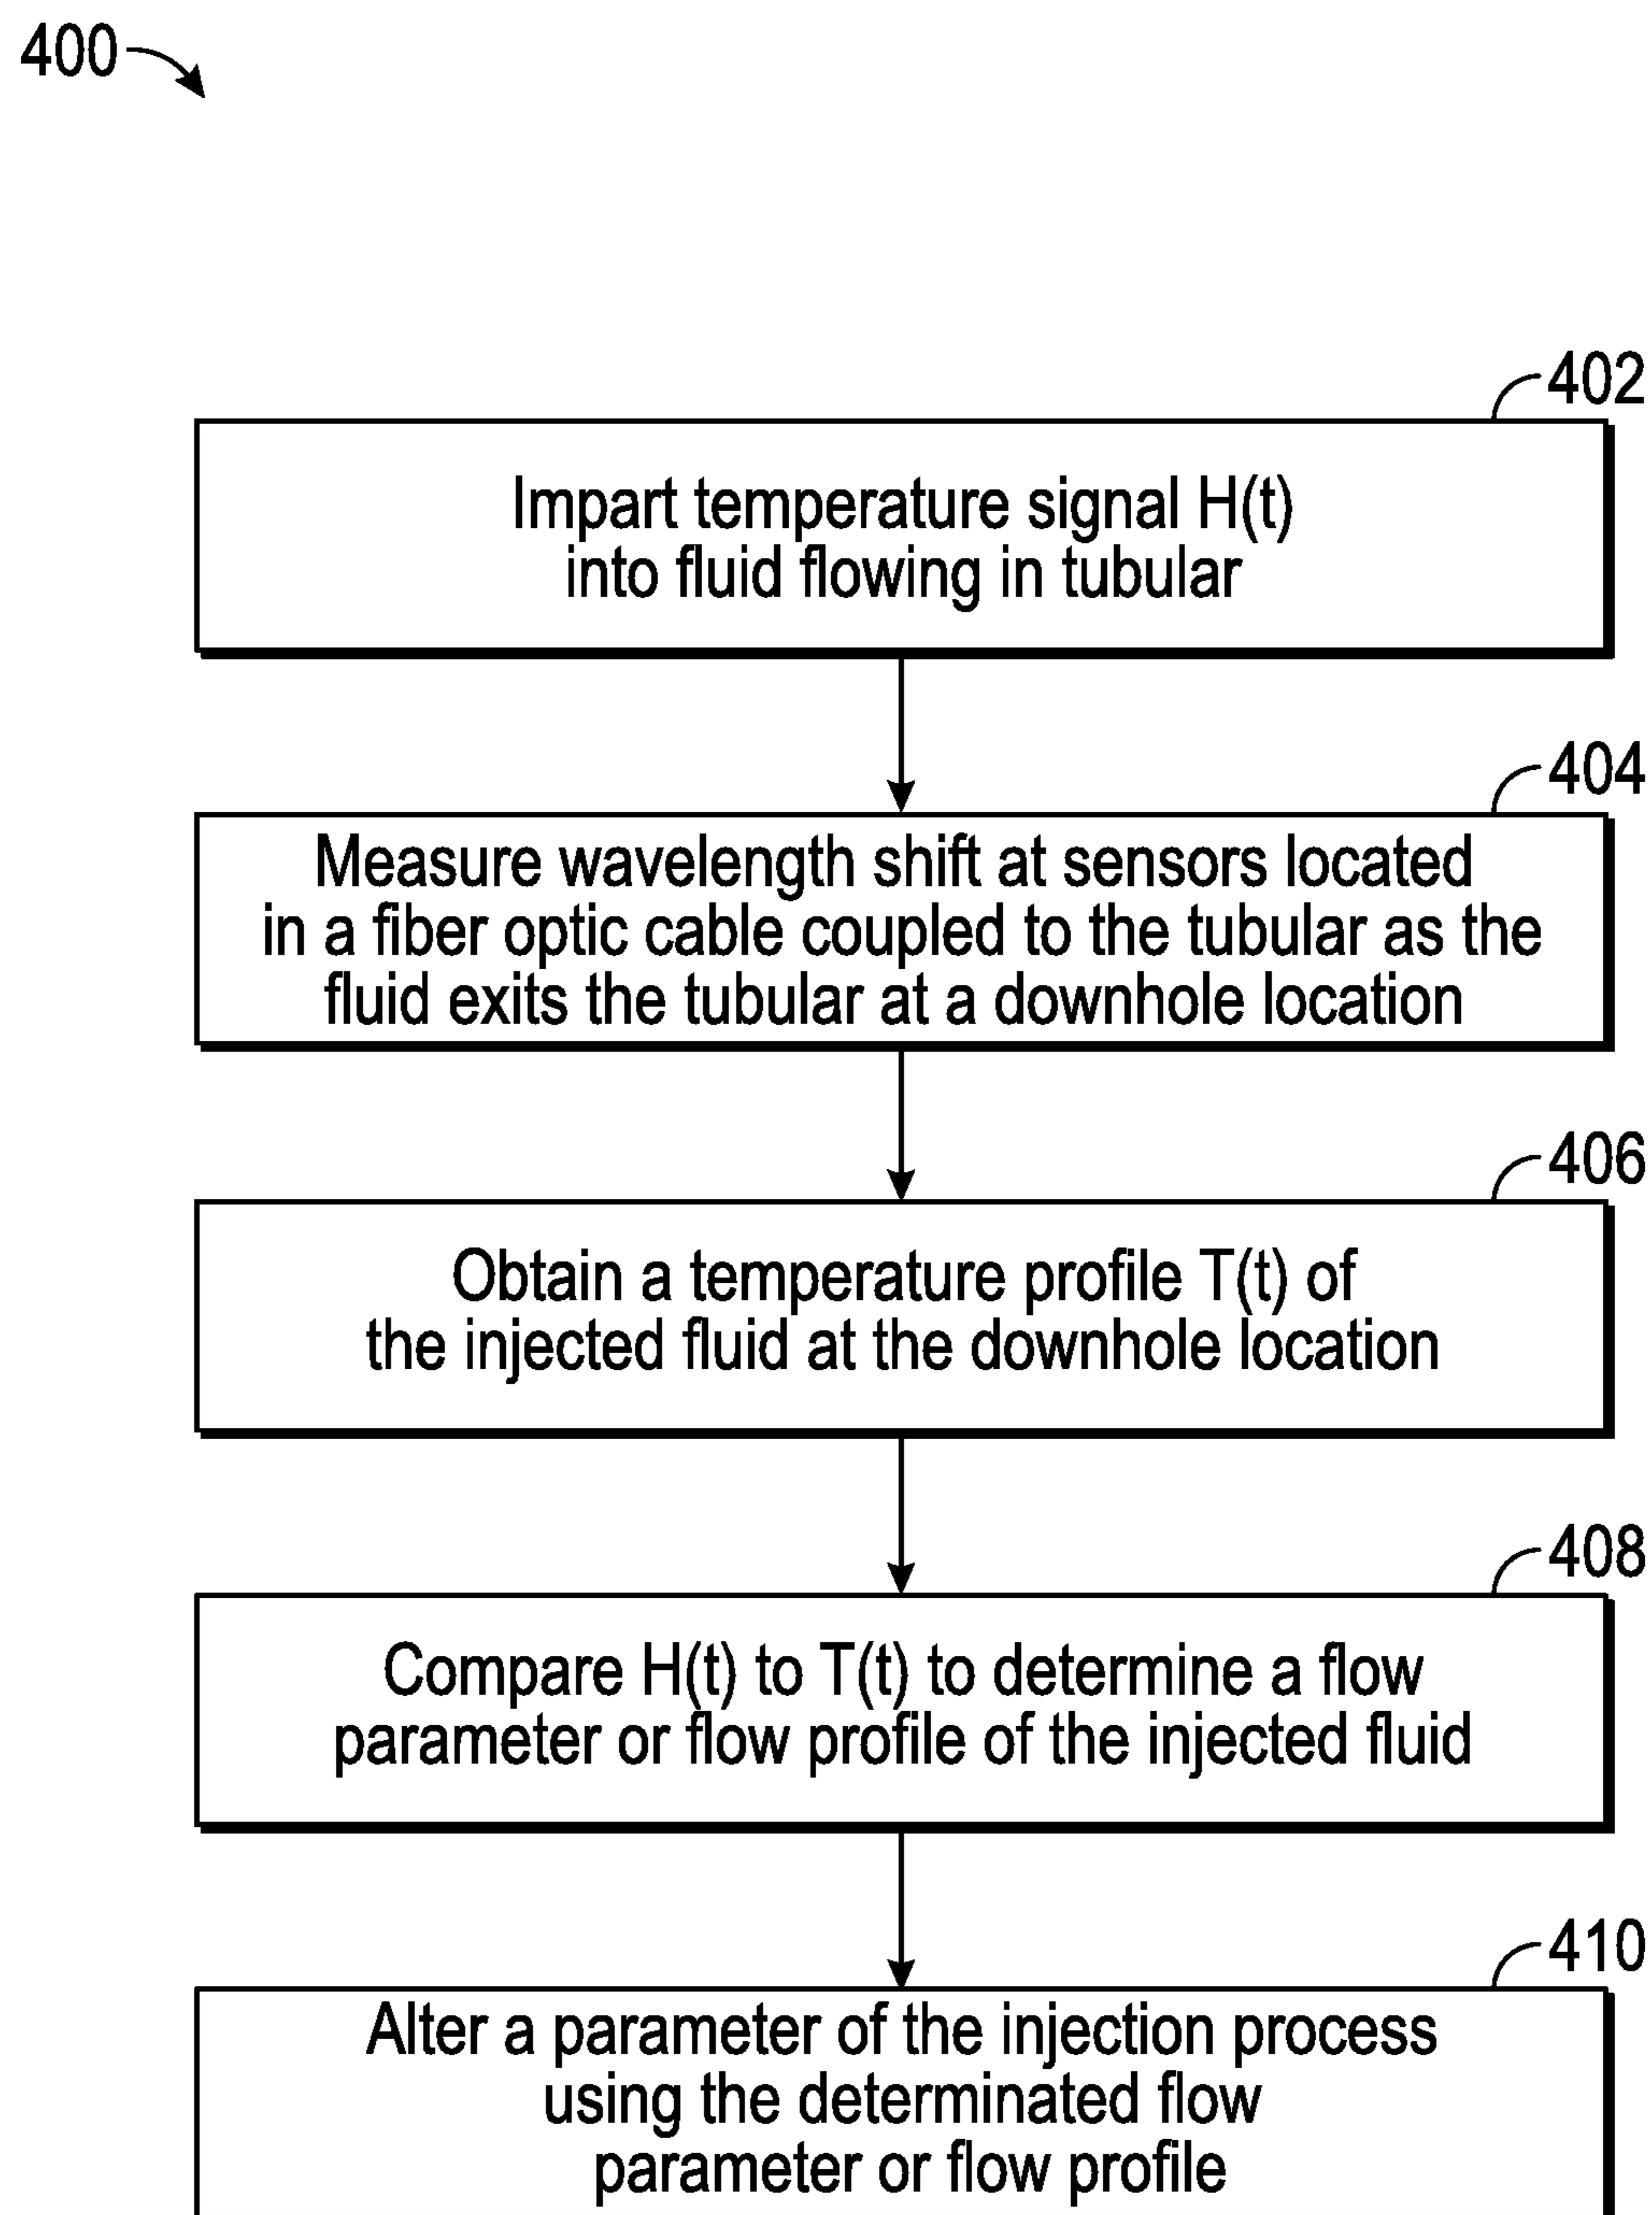 400
402
Impart temperature signal H(t)
into fluid flowing in tubular
404
Measure wavelength shift at sensors located
in a fiber optic cable coupled to the tubular as the
fluid exits the tubular at a downhole location
406
Obtain a temperature profile T(t) of
the injected fluid at the downhole location
408
Compare H(t) to T(t) to determine a flow
parameter or flow profile of the injected fluid
410
Alter a parameter of the injection process
using the determinated flow
parameter or flow profile